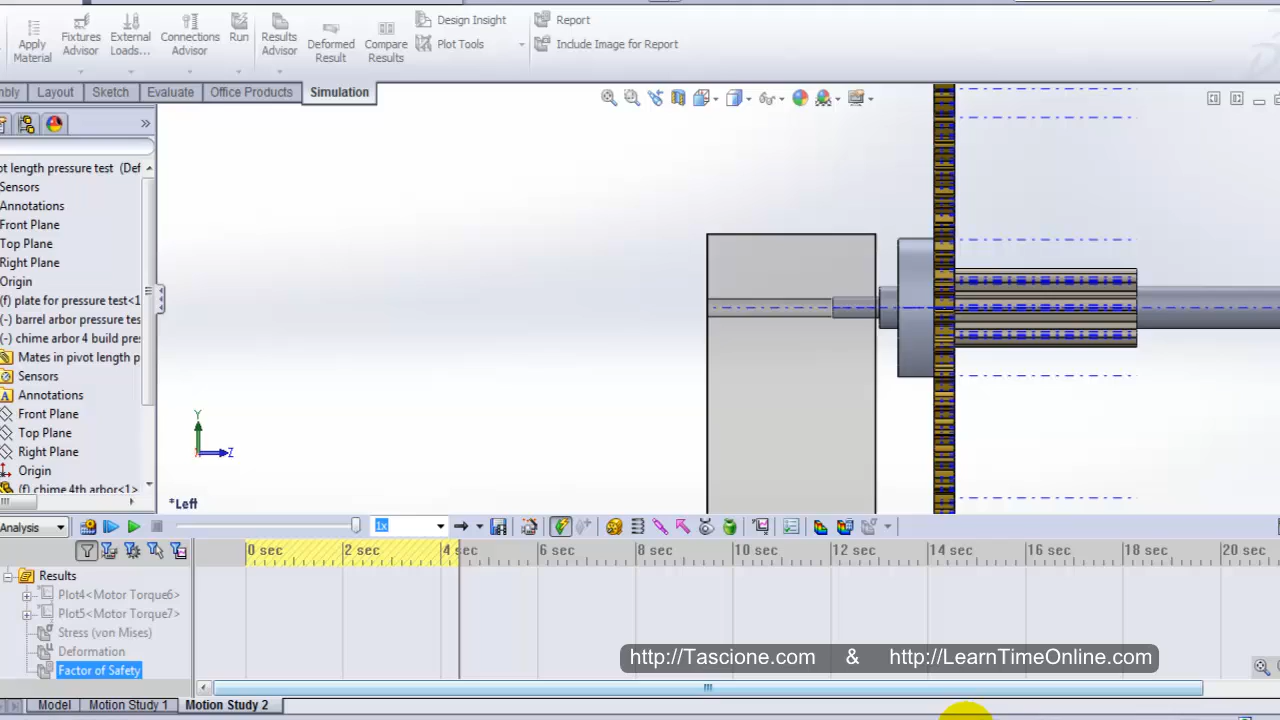 Apply Material
Fixtures Advisor
External Loads...
Connections Advisor
Run
Results Advisor
Deformed Result
Compare Results
Design Insight
Plot Tools
Report
Include Image for Report
mbly
Layout
Sketch
Evaluate
Office Products
Simulation
»
ot length pressure test (Def
Sensors
Annotations
Front Plane
Top Plane
Right Plane
Origin
(f) plate for pressure test<1
(-) barrel arbor pressure tes
(-) chime arbor 4 build pres
Mates in pivot length p
Sensors
Annotations
Front Plane
Top Plane
Right Plane
Origin
(f) chime 4th arbor<1>
Y
Z
*Left
Analysis
1x
0 sec
2 sec
4 sec
6 sec
8 sec
10 sec
12 sec
14 sec
16 sec
18 sec
20 sec
Results
Plot4<Motor Torque6>
Plot5<Motor Torque7>
Stress (von Mises)
Deformation
Factor of Safety
http://Tascione.com & http://LearnTimeOnline.com
Model
Motion Study 1
Motion Study 2